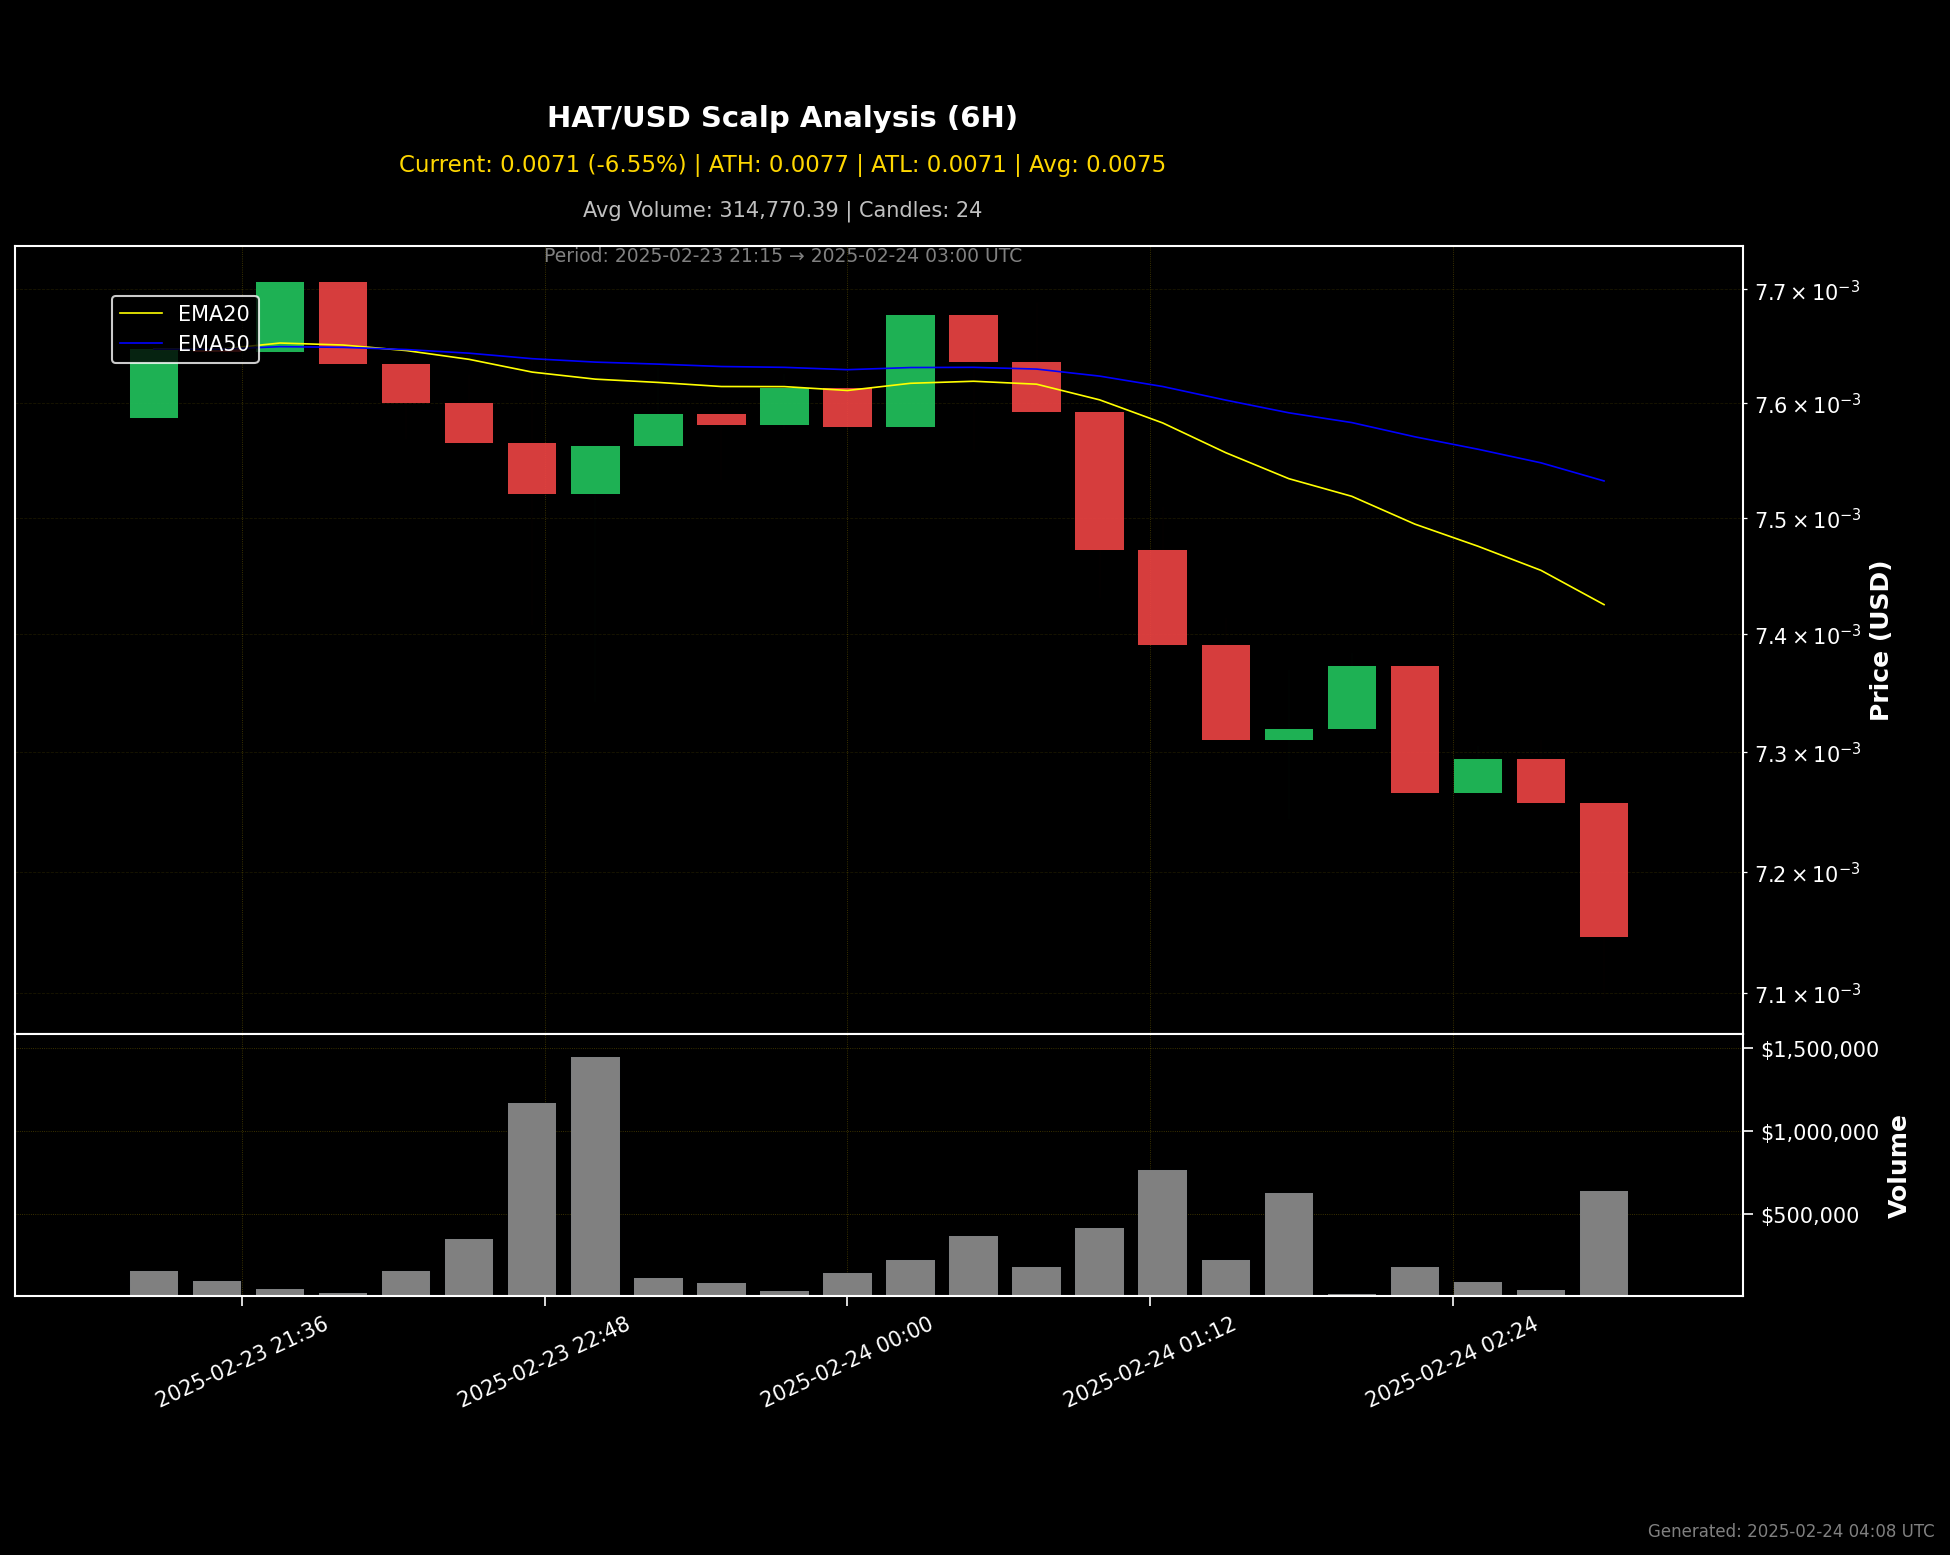 HAT/USD Scalp Analysis (6H)
Current: 0.0071 (-6.55%) | ATH: 0.0077 | ATL: 0.0071 | Avg: 0.0075
Avg Volume: 314,770.39 | Candles: 24
Period: 2025-02-23 21:15 → 2025-02-24 03:00 UTC
EMA20
EMA50
7.7 × 10⁻³
7.6 × 10⁻³
7.5 × 10⁻³
7.4 × 10⁻³
7.3 × 10⁻³
7.2 × 10⁻³
7.1 × 10⁻³
Price (USD)
$1,500,000
$1,000,000
$500,000
Volume
2025-02-23 21:36
2025-02-23 22:48
2025-02-24 00:00
2025-02-24 01:12
2025-02-24 02:24
Generated: 2025-02-24 04:08 UTC